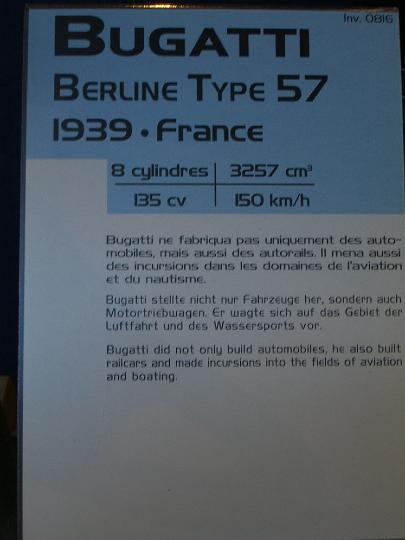 Inv. 0816
BUGATTI
BERLINE TYPE 57
1939 • France
8 cylindres 3257 cm³
135 cv 150 km/h
Bugatti ne fabriqua pas uniquement des auto-
mobiles, mais aussi des autorails. Il mena aussi
des incursions dans les domaines de l'aviation
et du nautisme.
Bugatti stellte nicht nur Fahrzeuge her, sondern auch
Motortriebwagen. Er wagte sich auf das Gebiet der
Luftfahrt und des Wassersports vor.
Bugatti did not only build automobiles, he also built
railcars and made incursions into the fields of aviation
and boating.